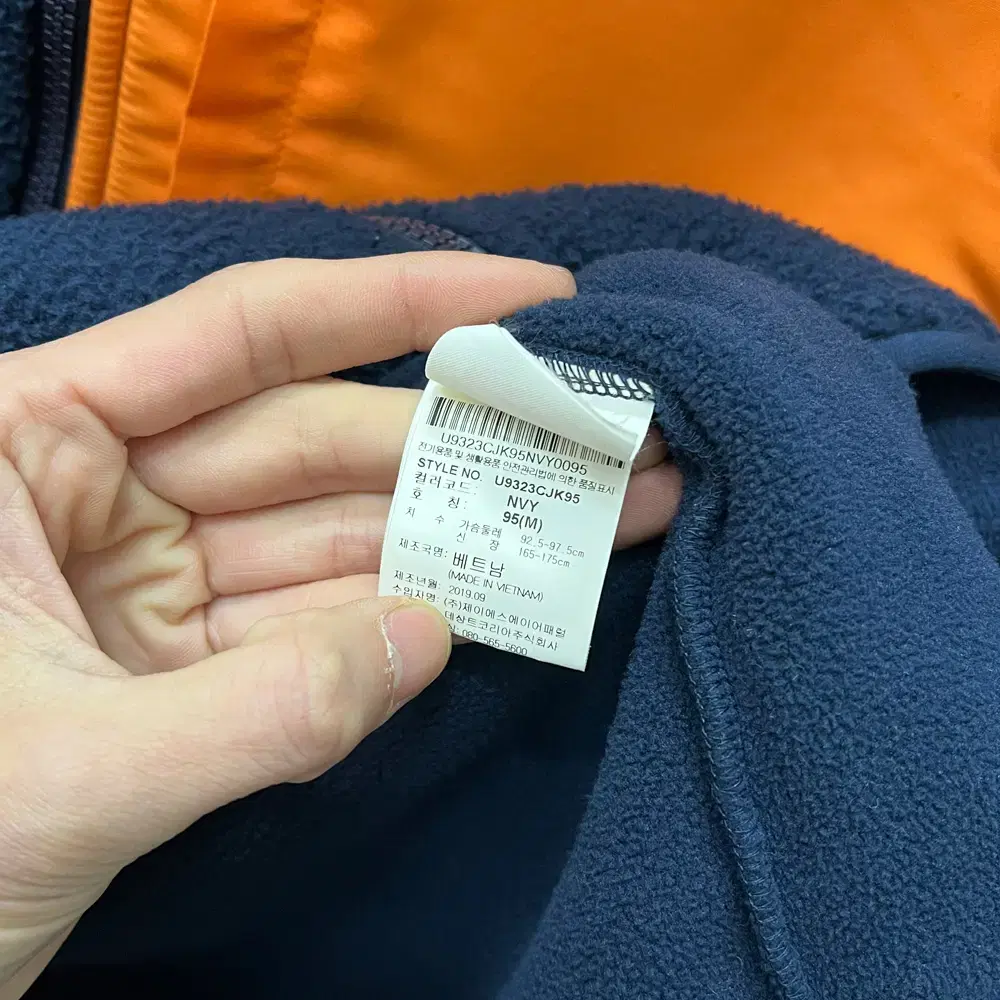 U9323CJK95NVY0095
전기용품 및 생활용품 안전관리법에 의한 품질표시
STYLE NO. U9323CJK95
컬러코드: NVY
호 칭: 95(M)
치 수 가슴둘레 92.5-97.5cm
신 장 165-175cm
제조국명: 베트남
(MADE IN VIETNAM)
제조년월: 2019.09
수입자명: (주)제이에스에이어패럴
데상트코리아주식회사
080-565-5600